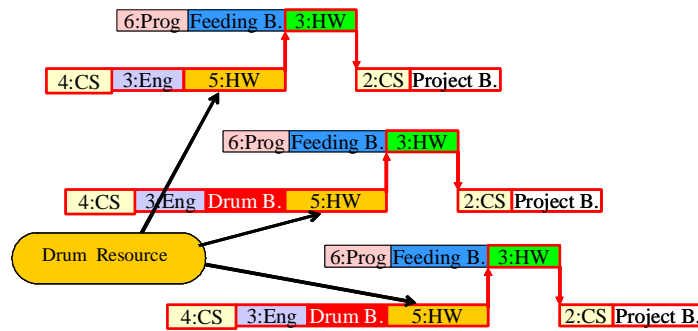 6:Prog Feeding B. 3:HW
4:CS 3:Eng 5:HW 2:CS Project B.
6:Prog Feeding B. 3:HW
4:CS 3:Eng Drum B. 5:HW 2:CS Project B.
Drum Resource
6:Prog Feeding B. 3:HW
4:CS 3:Eng Drum B. 5:HW 2:CS Project B.